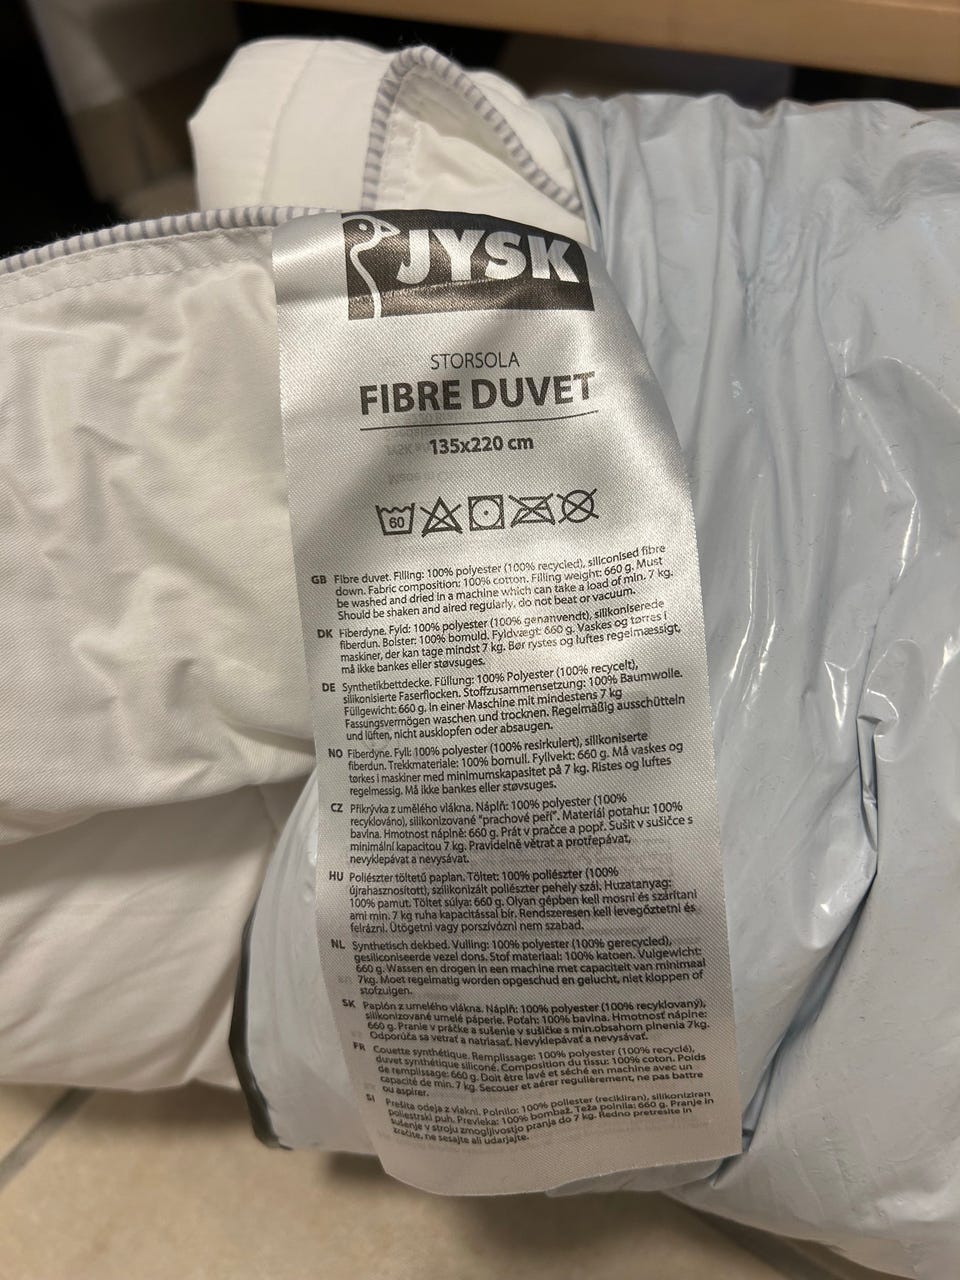 JYSK
STORSOLA
FIBRE DUVET
135x220 cm
60
GB Fibre duvet. Filling: 100% polyester (100% recycled), siliconised fibre
down. Fabric composition: 100% cotton. Filling weight: 660 g. Must
be washed and dried in a machine which can take a load of min. 7 kg.
Should be shaken and aired regularly, do not beat or vacuum.
DK Fiberdyne. Fyld: 100% polyester (100% genanvendt), silikoniserede
fiberdun. Bolster: 100% bomuld. Fyldvægt: 660 g. Vaskes og tørres i
maskiner, der kan tage mindst 7 kg. Bør rystes og luftes regelmæssigt,
må ikke bankes eller støvsuges.
DE Synthetikbettdecke. Füllung: 100% Polyester (100% recycelt),
silikonisierte Faserflocken. Stoffzusammensetzung: 100% Baumwolle.
Füllgewicht: 660 g. In einer Maschine mit mindestens 7 kg
Fassungsvermögen waschen und trocknen. Regelmäßig ausschütteln
und lüften, nicht ausklopfen oder absaugen.
NO Fiberdyne. Fyll: 100% polyester (100% resirkulert), silikoniserte
fiberdun. Trekkmateriale: 100% bomull. Fyllvekt: 660 g. Må vaskes og
tørkes i maskiner med minimumskapasitet på 7 kg. Ristes og luftes
regelmessig. Må ikke bankes eller støvsuges.
CZ Přikrývka z umělého vlákna. Náplň: 100% polyester (100%
recyklováno), silikonizované "prachové peří". Materiál potahu: 100%
bavlna. Hmotnost náplně: 660 g. Prát v pračce a popř. Sušit v sušičce s
minimální kapacitou 7 kg. Pravidelně větrat a protřepávat,
nevyklepávat a nevysávat.
HU Poliészter töltetű paplan. Töltet: 100% poliészter (100%
újrahasznosított), szilikonizált poliészter pehely szál. Huzatanyag:
100% pamut. Töltet súlya: 660 g. Olyan gépben kell mosni és szárítani
ami min. 7 kg ruha kapacitással bír. Rendszeresen kell levegőztetni és
felrázni. Ütögetni vagy porszívózni nem szabad.
NL Synthetisch dekbed. Vulling: 100% polyester (100% gerecycled),
gesiliconiseerde vezel dons. Stof materiaal: 100% katoen. Vulgewicht:
660 g. Wassen en drogen in een machine met capaciteit van minimaal
7kg. Moet regelmatig worden opgeschud en gelucht, niet kloppen of
stofzuigen.
SK Paplón z umelého vlákna. Náplň: 100% polyester (100% recyklovaný),
silikonizované umelé páperie. Poťah: 100% bavlna. Hmotnosť náplne:
660 g. Pranie v práčke a sušenie v sušičke s min.obsahom plnenia 7kg.
Odporúča sa vetrať a natriasať. Nevyklepávať a nevysávať.
FR Couette synthétique. Remplissage: 100% polyester (100% recyclé),
duvet synthétique siliconé. Composition du tissu: 100% coton. Poids
de remplissage: 660 g. Doit être lavé et séché en machine avec un
capacité de min. 7 kg. Secouer et aérer regulièrement, ne pas battre
ou aspirer.
SI Prešita odeja z vlakni. Polnilo: 100% poliester (recikliran), silikoniziran
poliestrski puh. Prevleka: 100% bombaž. Teža polnila: 660 g. Pranje in
sušenje v stroju zmogljivostjo pranja do 7 kg. Redno pretresite in
zračite, ne sesajte ali udarjajte.